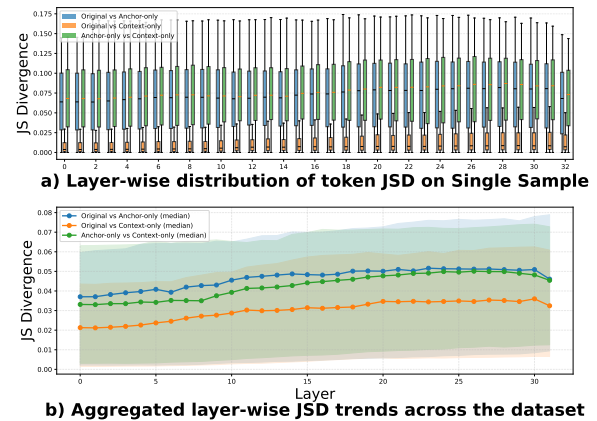 Original vs Anchor-only
Original vs Context-only
Anchor-only vs Context-only
JS Divergence
0.175
0.150
0.125
0.100
0.075
0.050
0.025
0.000
0 2 4 6 8 10 12 14 16 18 20 22 24 26 28 30 32
a) Layer-wise distribution of token JSD on Single Sample
Original vs Anchor-only (median)
Original vs Context-only (median)
Anchor-only vs Context-only (median)
JS Divergence
0.08
0.07
0.06
0.05
0.04
0.03
0.02
0.01
0.00
0 5 10 15 20 25 30
Layer
b) Aggregated layer-wise JSD trends across the dataset